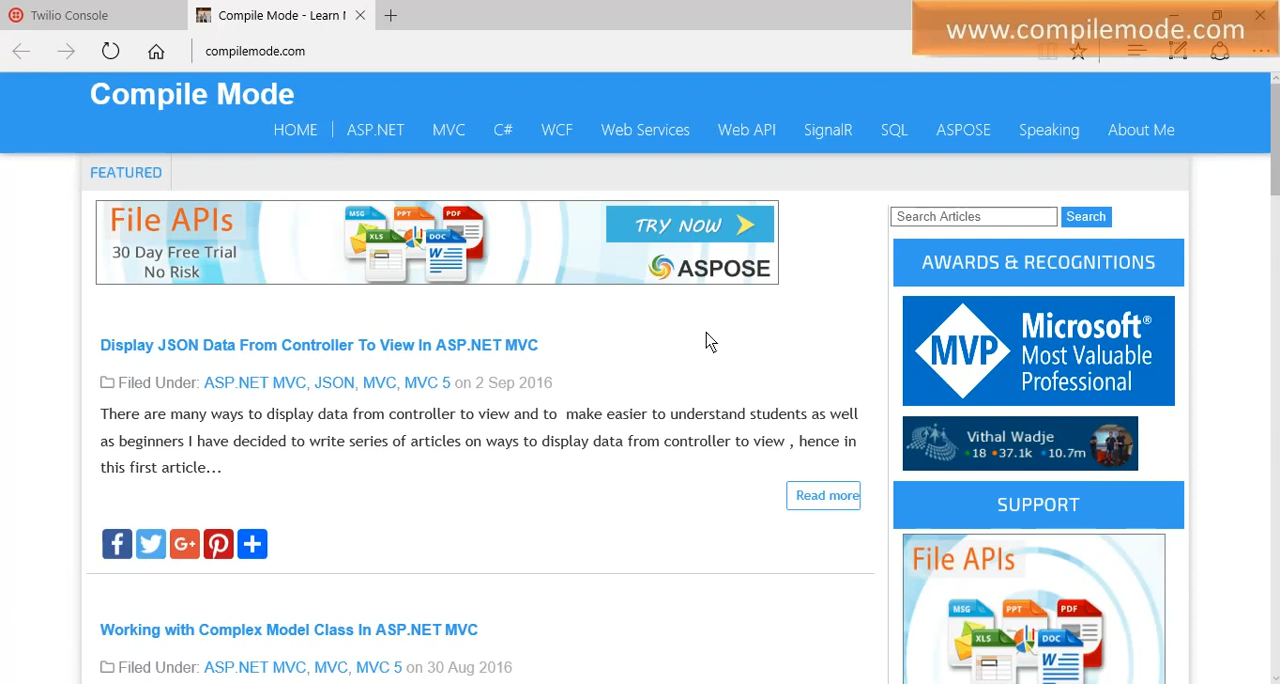 Twilio Console
Compile Mode - Learn
www.compilemode.com
compilemode.com
Compile Mode
HOME ASP.NET MVC C# WCF Web Services Web API SignalR SQL ASPOSE Speaking About Me
FEATURED
File APIs
30 Day Free Trial
No Risk
MSG PPT PDF
XLS DOC
TRY NOW
ASPOSE
Display JSON Data From Controller To View In ASP.NET MVC
Filed Under: ASP.NET MVC, JSON, MVC, MVC 5 on 2 Sep 2016
There are many ways to display data from controller to view and to make easier to understand students as well
as beginners I have decided to write series of articles on ways to display data from controller to view , hence in
this first article...
Read more
Working with Complex Model Class In ASP.NET MVC
Filed Under: ASP.NET MVC, MVC, MVC 5 on 30 Aug 2016
Search Articles Search
AWARDS & RECOGNITIONS
MVP
Microsoft®
Most Valuable
Professional
Vithal Wadje
18 37.1k 10.7m
SUPPORT
File APIs
MSG PPT PDF
XLS DOC